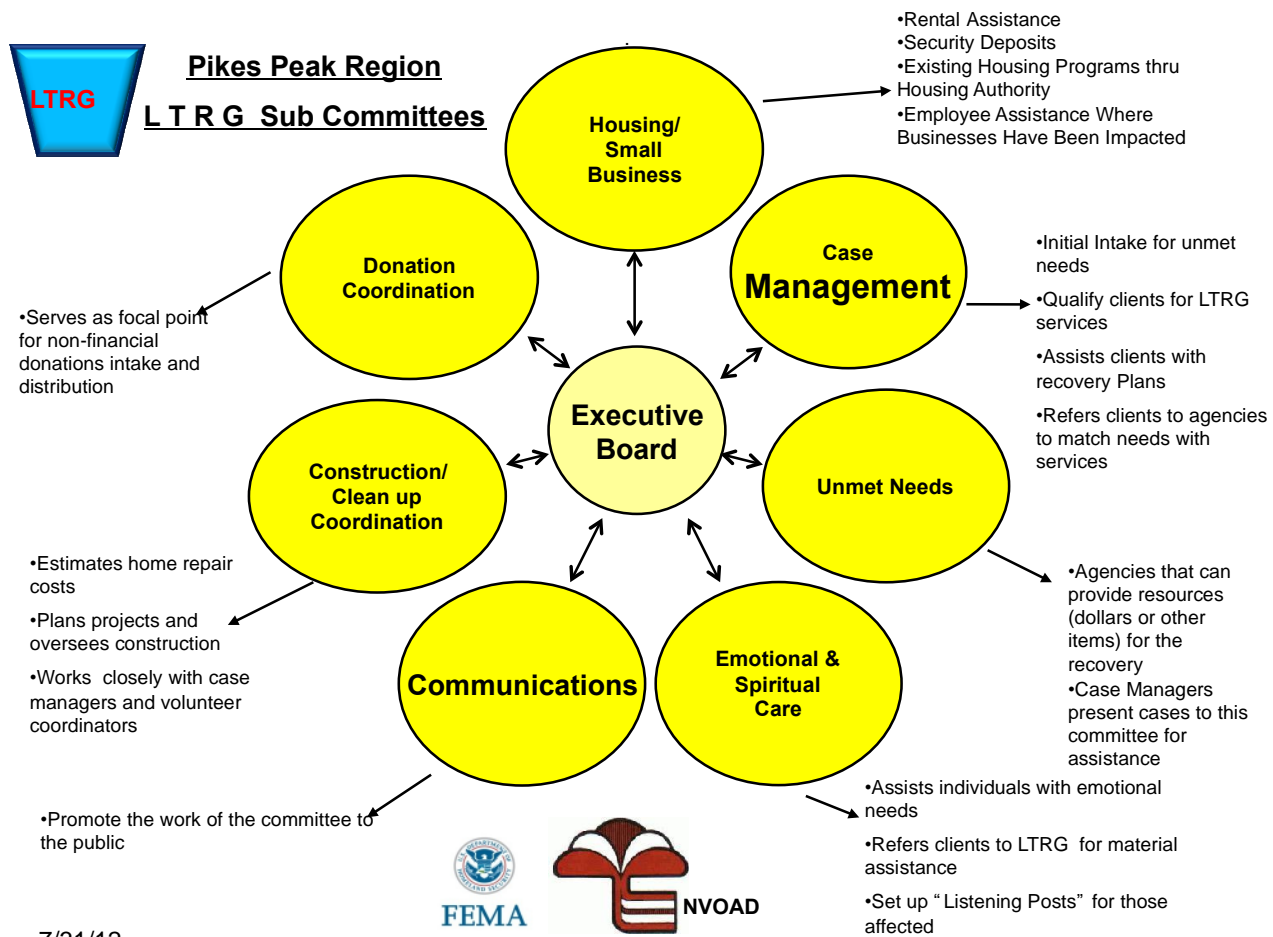 LTRG
Pikes Peak Region
L T R G Sub Committees
•Rental Assistance
•Security Deposits
•Existing Housing Programs thru
Housing Authority
•Employee Assistance Where
Businesses Have Been Impacted
Housing/
Small
Business
Case
Management
•Initial Intake for unmet
needs
•Qualify clients for LTRG
services
•Assists clients with
recovery Plans
•Refers clients to agencies
to match needs with
services
Donation
Coordination
•Serves as focal point
for non-financial
donations intake and
distribution
Executive
Board
Unmet Needs
•Agencies that can
provide resources
(dollars or other
items) for the
recovery
•Case Managers
present cases to this
committee for
assistance
Construction/
Clean up
Coordination
•Estimates home repair
costs
•Plans projects and
oversees construction
•Works closely with case
managers and volunteer
coordinators
Communications
•Promote the work of the committee to
the public
Emotional &
Spiritual
Care
•Assists individuals with emotional
needs
•Refers clients to LTRG for material
assistance
•Set up “ Listening Posts” for those
affected
U.S. DEPARTMENT OF
HOMELAND SECURITY
FEMA
NVOAD